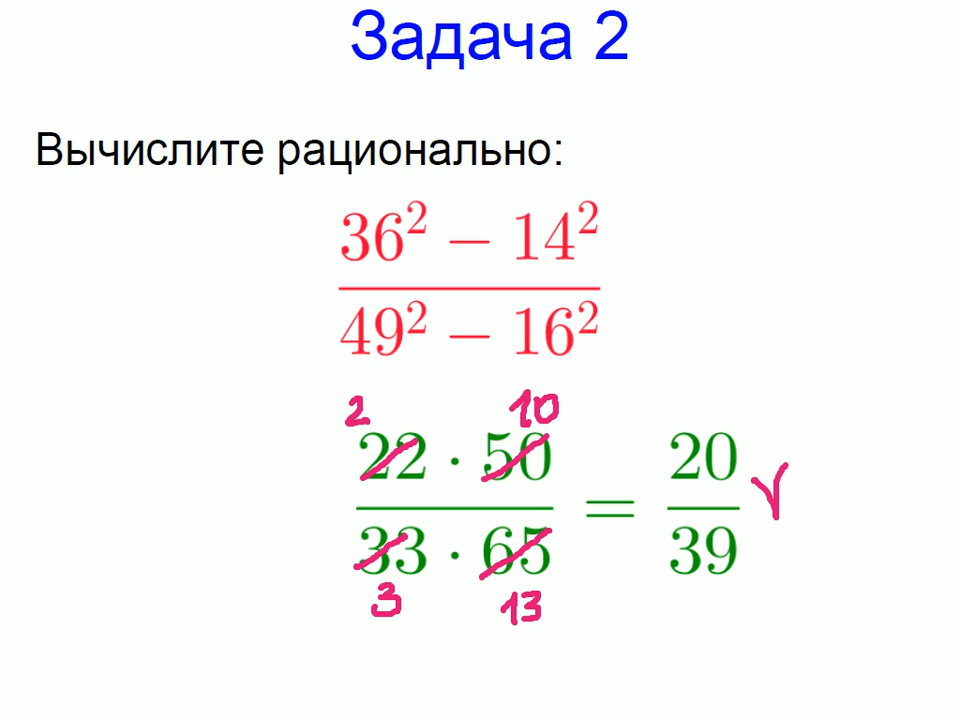 Задача 2
Вычислите рационально:
36² − 14²
49² − 16²
2 10
22 · 50 = 20
33 · 65 39
3 13